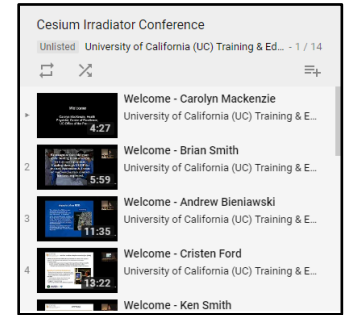 Cesium Irradiator Conference
Unlisted University of California (UC) Training & Ed... - 1 / 14
Welcome - Carolyn Mackenzie
University of California (UC) Training & E...
4:27
2
Welcome - Brian Smith
University of California (UC) Training & E...
5:59
3
Welcome - Andrew Bieniawski
University of California (UC) Training & E...
11:35
4
Welcome - Cristen Ford
University of California (UC) Training & E...
13:22
Welcome - Ken Smith